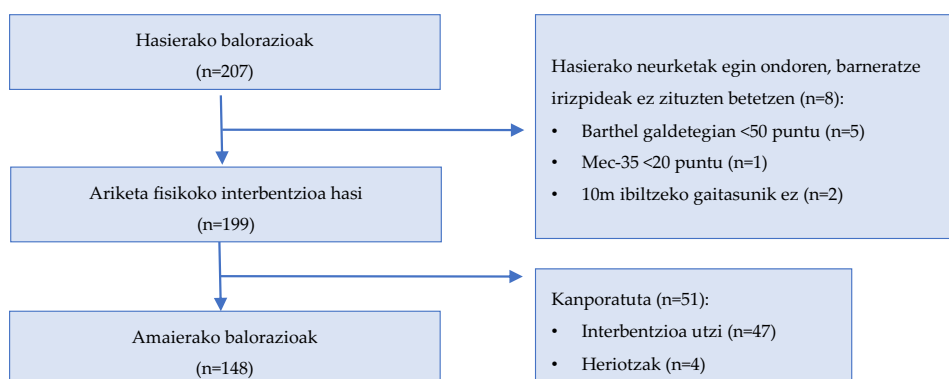 Hasierako balorazioak
(n=207)
Hasierako neurketak egin ondoren, barneratze
irizpideak ez zituzten betetzen (n=8):
• Barthel galdetegian <50 puntu (n=5)
• Mec-35 <20 puntu (n=1)
• 10m ibiltzeko gaitasunik ez (n=2)
Ariketa fisikoko interbentzioa hasi
(n=199)
Kanporatuta (n=51):
• Interbentzioa utzi (n=47)
• Heriotzak (n=4)
Amaierako balorazioak
(n=148)